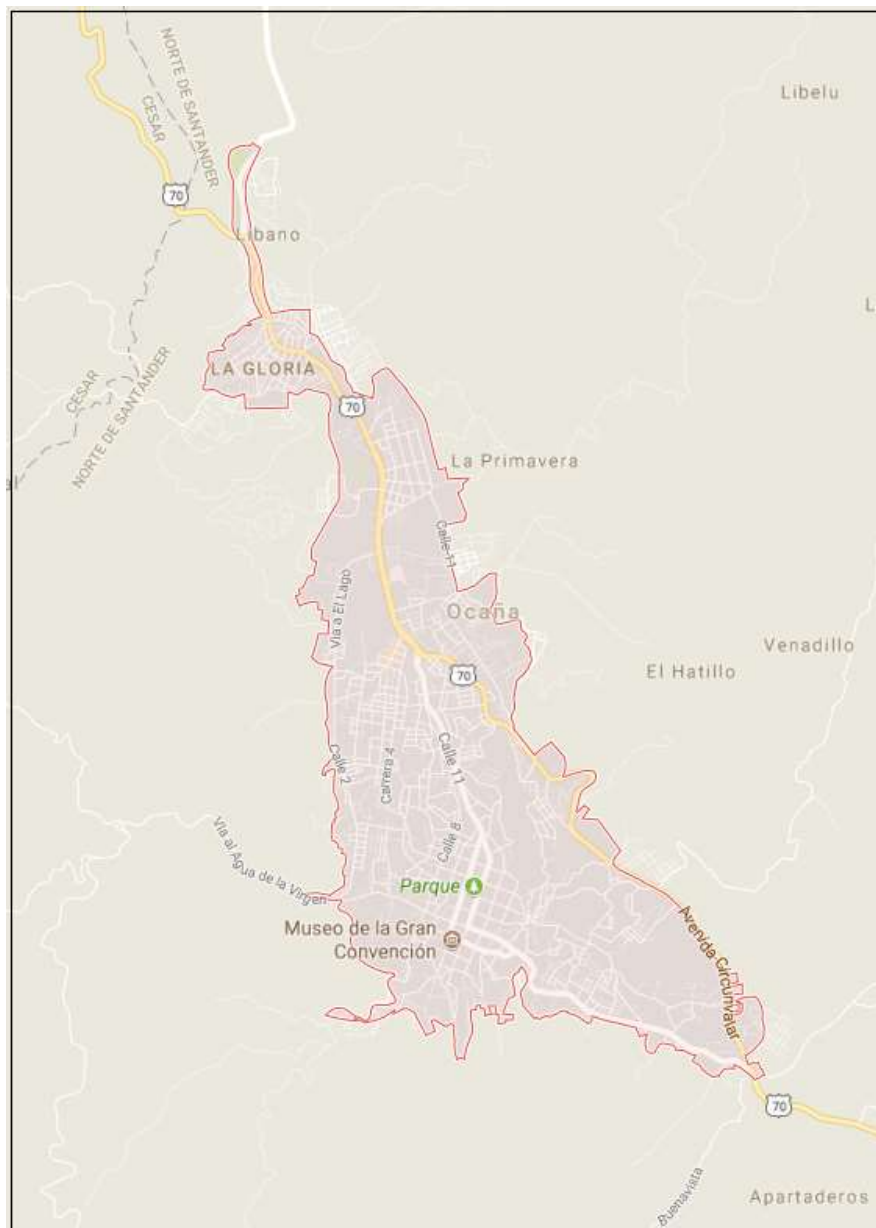 NORTE DE SANTANDER
CESAR
Libelu
70
Libano
L
LA GLORIA
CESAR
NORTE DE SANTANDER
70
La Primavera
Calle 11
Via a El Lago
Ocaña
Venadillo
El Hatillo
70
Calle 2
Carrera 4
Calle 11
Calle 8
Via al Agua de la Virgen
Parque
Museo de la Gran
Convención
Avenida Circunvalar
70
Buenavista
Apartaderos